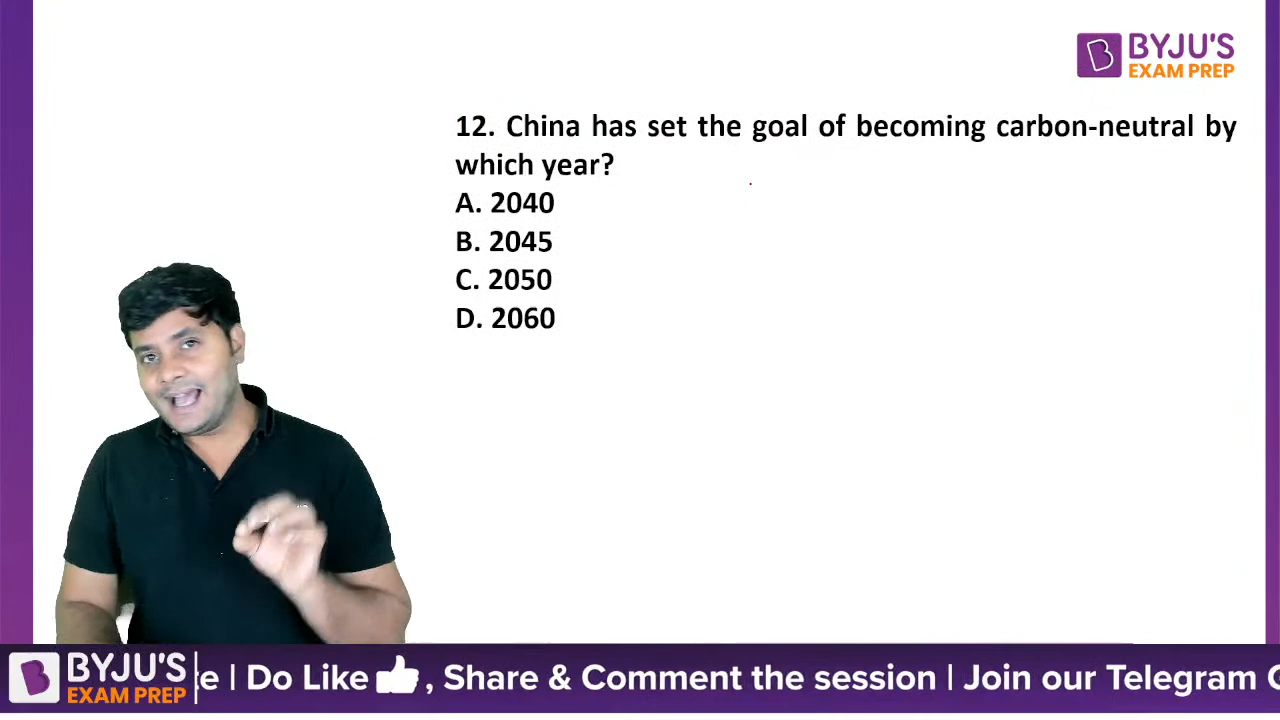 BYJU'S
EXAM PREP
12. China has set the goal of becoming carbon-neutral by
which year?
A. 2040
B. 2045
C. 2050
D. 2060
BYJU'S
EXAM PREP
e | Do Like , Share & Comment the session | Join our Telegram